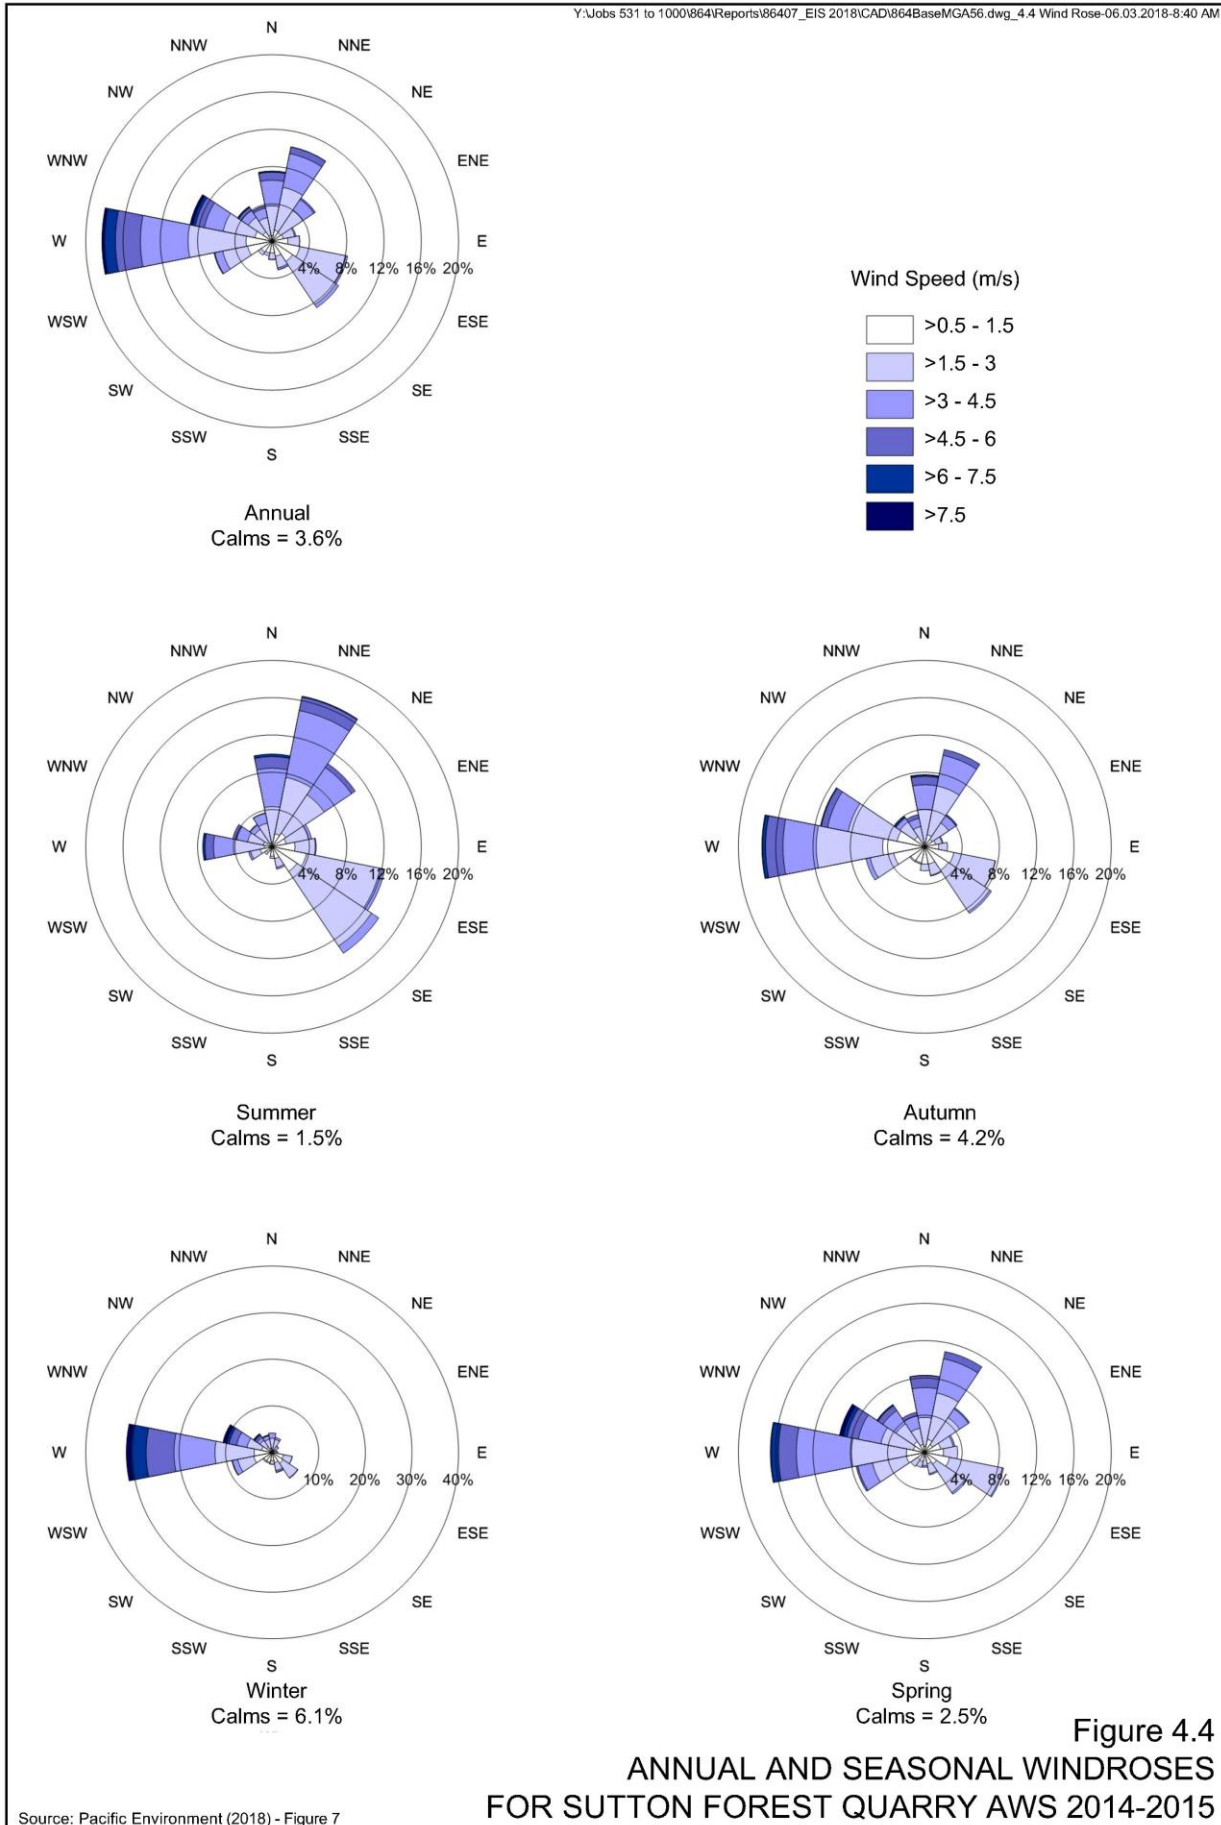 Y:\Jobs 531 to 1000\864\Reports\86407_EIS 2018\CAD\864BaseMGA56.dwg_4.4 Wind Rose-06.03.2018-8:40 AM
N
NNW NNE
NW NE
WNW ENE
W E
4% 8% 12% 16% 20%
WSW ESE
SW SE
SSW SSE
S
Annual
Calms = 3.6%
Wind Speed (m/s)
>0.5 - 1.5
>1.5 - 3
>3 - 4.5
>4.5 - 6
>6 - 7.5
>7.5
N
NNW NNE
NW NE
WNW ENE
W E
4% 8% 12% 16% 20%
WSW ESE
SW SE
SSW SSE
S
Summer
Calms = 1.5%
N
NNW NNE
NW NE
WNW ENE
W E
4% 8% 12% 16% 20%
WSW ESE
SW SE
SSW SSE
S
Autumn
Calms = 4.2%
N
NNW NNE
NW NE
WNW ENE
W E
10% 20% 30% 40%
WSW ESE
SW SE
SSW SSE
S
Winter
Calms = 6.1%
N
NNW NNE
NW NE
WNW ENE
W E
4% 8% 12% 16% 20%
WSW ESE
SW SE
SSW SSE
S
Spring
Calms = 2.5%
Figure 4.4
ANNUAL AND SEASONAL WINDROSES
FOR SUTTON FOREST QUARRY AWS 2014-2015
Source: Pacific Environment (2018) - Figure 7